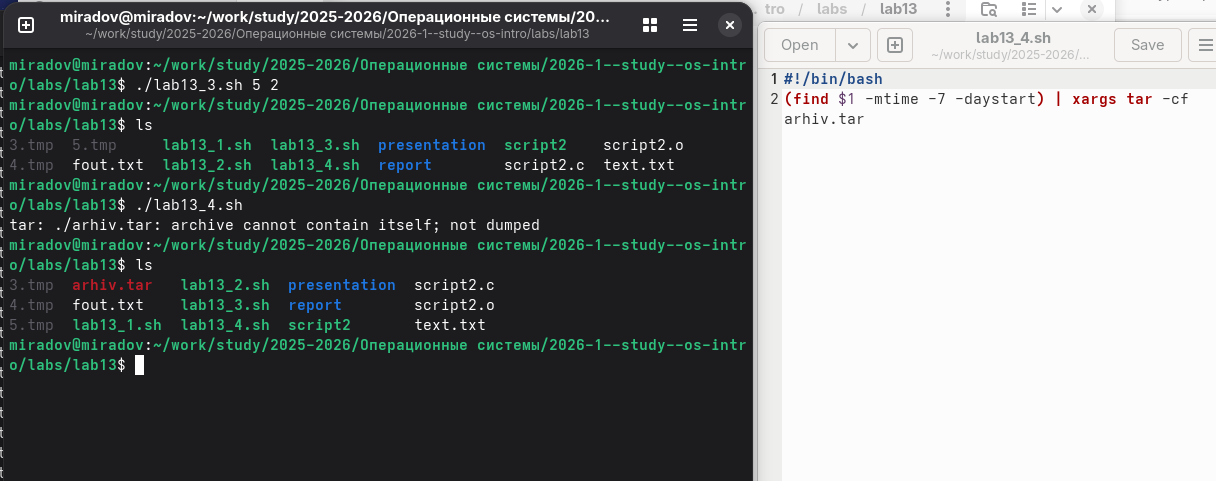 miradov@miradov:~/work/study/2025-2026/Операционные системы/20...
~/work/study/2025-2026/Операционные системы/2026-1--study--os-intro/labs/lab13
miradov@miradov:~/work/study/2025-2026/Операционные системы/2026-1--study--os-intr
o/labs/lab13$ ./lab13_3.sh 5 2
miradov@miradov:~/work/study/2025-2026/Операционные системы/2026-1--study--os-intr
o/labs/lab13$ ls
3.tmp 5.tmp lab13_1.sh lab13_3.sh presentation script2 script2.o
4.tmp fout.txt lab13_2.sh lab13_4.sh report script2.c text.txt
miradov@miradov:~/work/study/2025-2026/Операционные системы/2026-1--study--os-intr
o/labs/lab13$ ./lab13_4.sh
tar: ./arhiv.tar: archive cannot contain itself; not dumped
miradov@miradov:~/work/study/2025-2026/Операционные системы/2026-1--study--os-intr
o/labs/lab13$ ls
3.tmp arhiv.tar lab13_2.sh presentation script2.c
4.tmp fout.txt lab13_3.sh report script2.o
5.tmp lab13_1.sh lab13_4.sh script2 text.txt
miradov@miradov:~/work/study/2025-2026/Операционные системы/2026-1--study--os-intr
o/labs/lab13$
tro / labs / lab13
Open
lab13_4.sh
~/work/study/2025-2026/...
Save
1 #!/bin/bash
2 (find $1 -mtime -7 -daystart) | xargs tar -cf
arhiv.tar